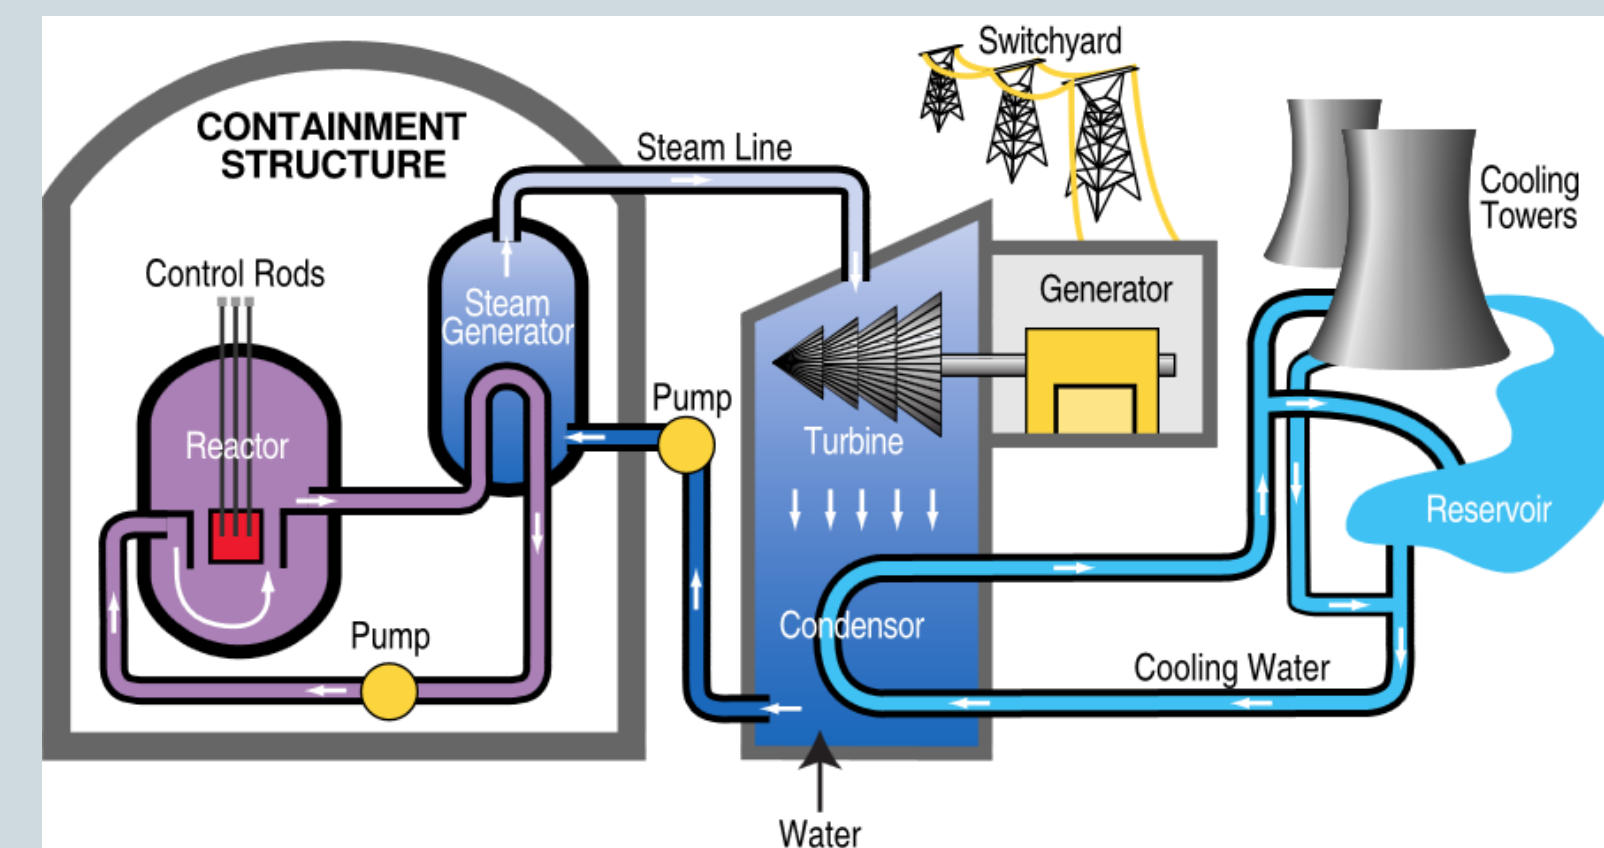 Switchyard
CONTAINMENT
STRUCTURE
Steam Line
Cooling
Towers
Control Rods
Steam
Generator
Generator
Pump
Reactor
Turbine
Reservoir
Condensor
Pump
Cooling Water
Water